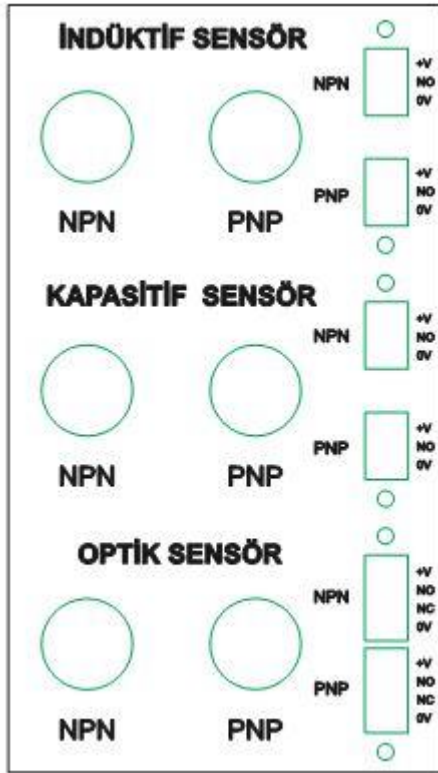 İNDÜKTİF SENSÖR
NPN
+V
NO
0V
PNP
+V
NO
0V
NPN PNP
KAPASİTİF SENSÖR
NPN
+V
NO
0V
PNP
+V
NO
0V
NPN PNP
OPTİK SENSÖR
NPN
+V
NO
NC
0V
PNP
+V
NO
NC
0V
NPN PNP